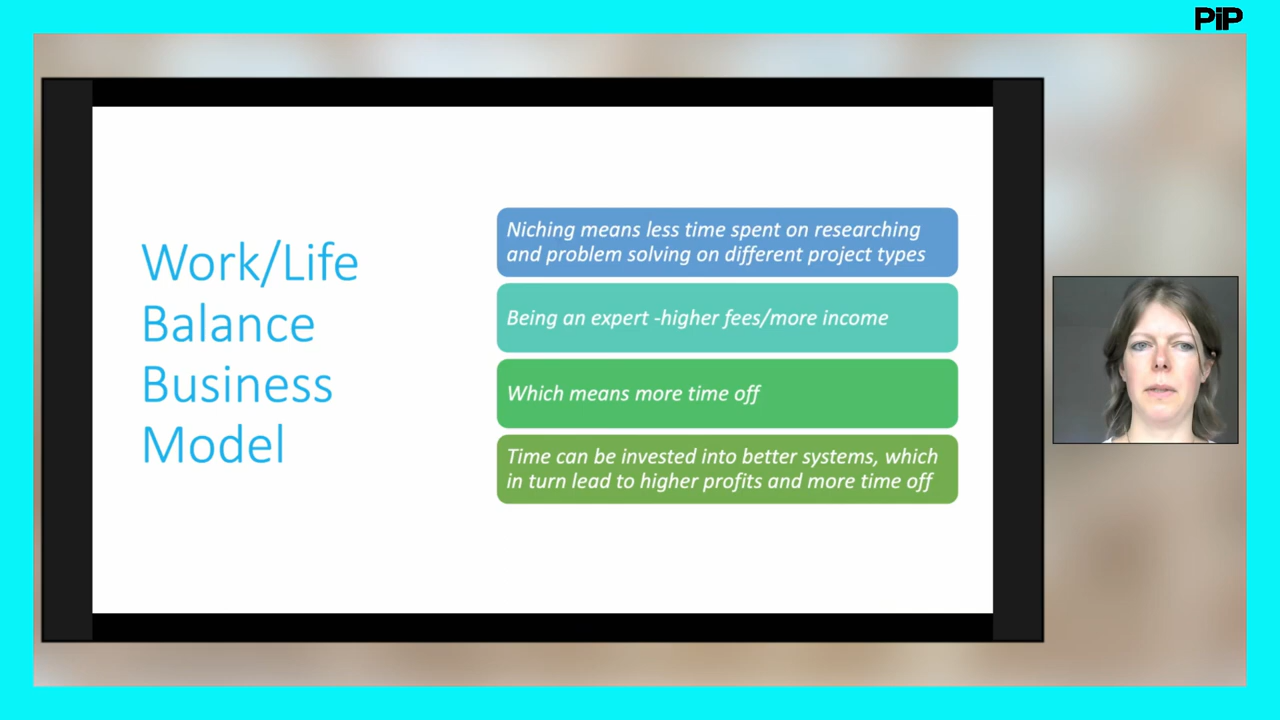 PiP
Work/Life
Balance
Business
Model
Niching means less time spent on researching
and problem solving on different project types
Being an expert -higher fees/more income
Which means more time off
Time can be invested into better systems, which
in turn lead to higher profits and more time off